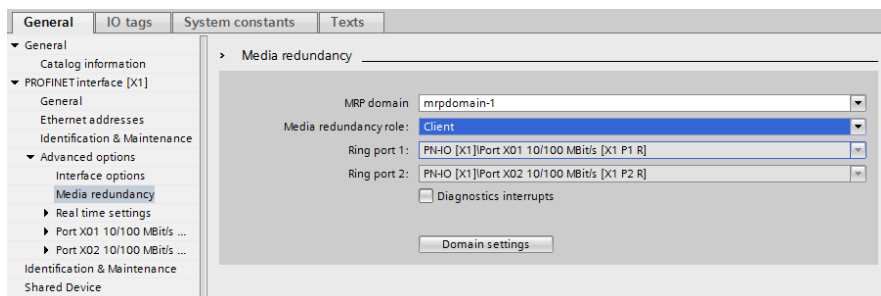 General IO tags System constants Texts
General
Catalog information
PROFINET interface [X1]
General
Ethernet addresses
Identification & Maintenance
Advanced options
Interface options
Media redundancy
Real time settings
Port X01 10/100 MBit/s ...
Port X02 10/100 MBit/s ...
Identification & Maintenance
Shared Device
Media redundancy
MRP domain mrpdomain-1
Media redundancy role: Client
Ring port 1: PN-IO [X1]\Port X01 10/100 MBit/s [X1 P1 R]
Ring port 2: PN-IO [X1]\Port X02 10/100 MBit/s [X1 P2 R]
Diagnostics interrupts
Domain settings